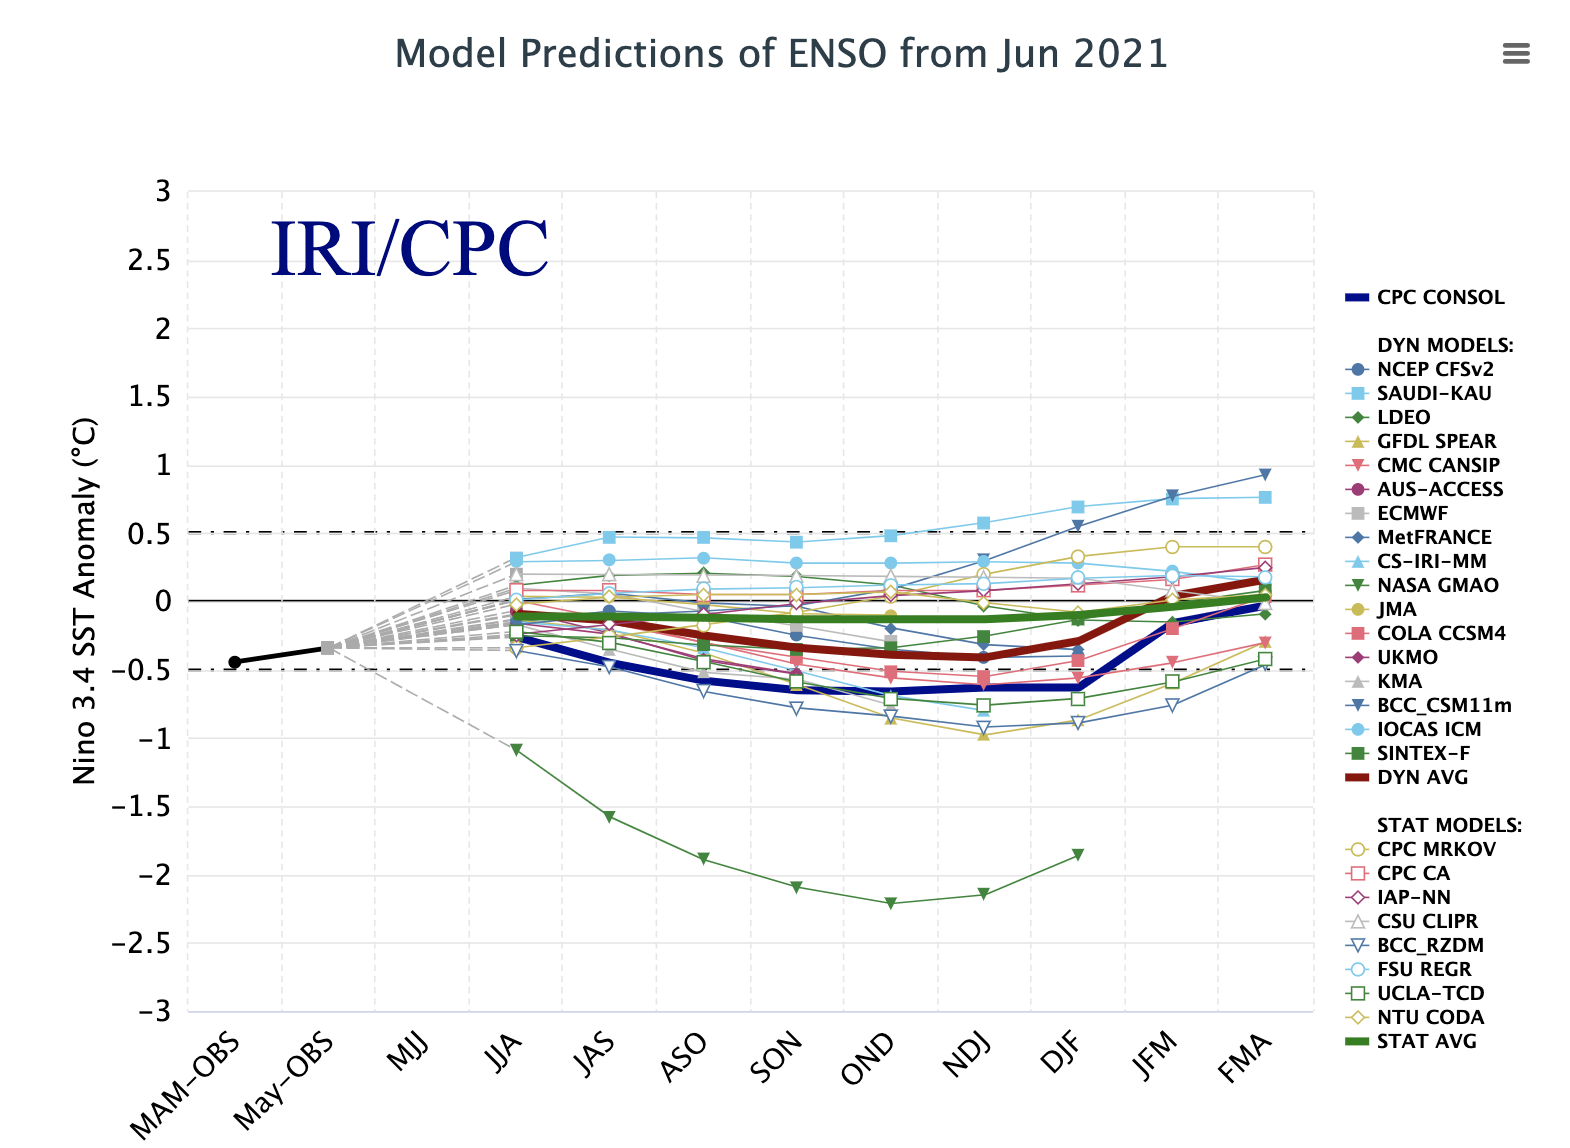 Model Predictions of ENSO from Jun 2021
IRI/CPC
Nino 3.4 SST Anomaly (°C)
3
2.5
2
1.5
1
0.5
0
−0.5
−1
−1.5
−2
−2.5
−3
MAM−OBS
May−OBS
MJJ
JJA
JAS
ASO
SON
OND
NDJ
DJF
JFM
FMA
CPC CONSOL
DYN MODELS:
NCEP CFSv2
SAUDI−KAU
LDEO
GFDL SPEAR
CMC CANSIP
AUS−ACCESS
ECMWF
MetFRANCE
CS−IRI−MM
NASA GMAO
JMA
COLA CCSM4
UKMO
KMA
BCC_CSM11m
IOCAS ICM
SINTEX−F
DYN AVG
STAT MODELS:
CPC MRKOV
CPC CA
IAP−NN
CSU CLIPR
BCC_RZDM
FSU REGR
UCLA−TCD
NTU CODA
STAT AVG